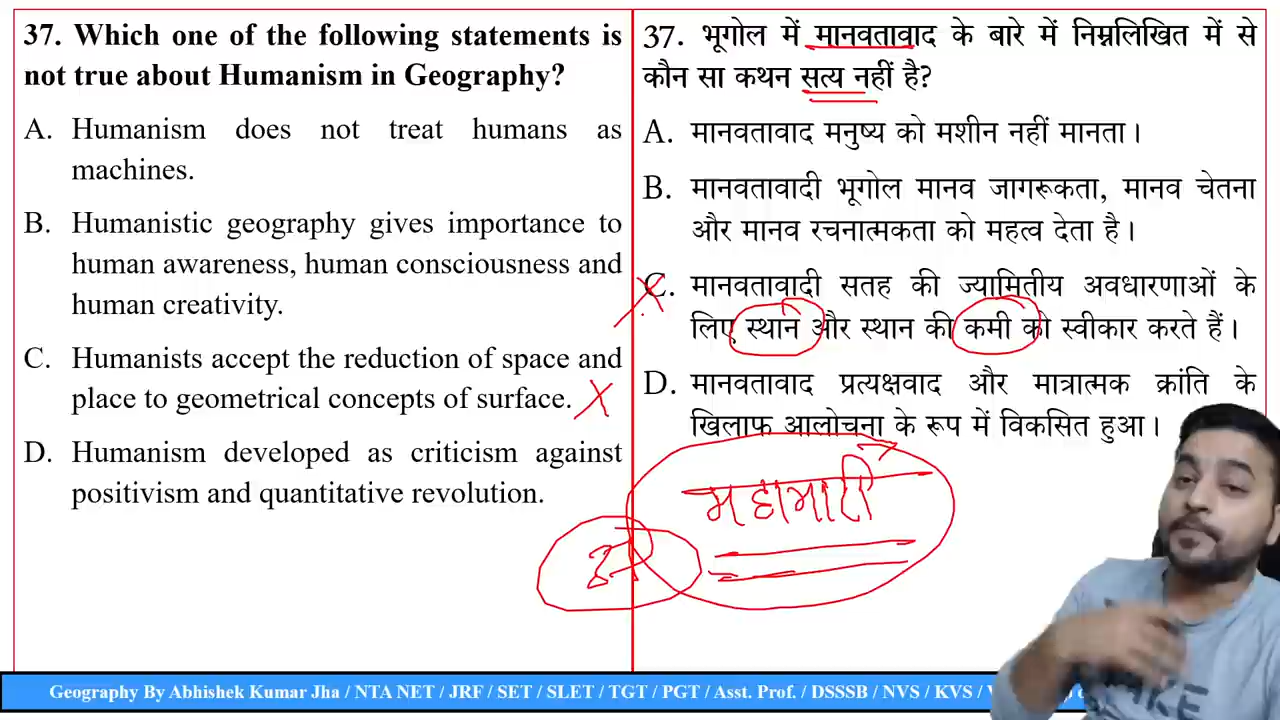 37. Which one of the following statements is
not true about Humanism in Geography?
A. Humanism does not treat humans as
machines.
B. Humanistic geography gives importance to
human awareness, human consciousness and
human creativity.
C. Humanists accept the reduction of space and
place to geometrical concepts of surface.
D. Humanism developed as criticism against
positivism and quantitative revolution.
37. भूगोल में मानवतावाद के बारे में निम्नलिखित में से
कौन सा कथन सत्य नहीं है?
A. मानवतावाद मनुष्य को मशीन नहीं मानता।
B. मानवतावादी भूगोल मानव जागरूकता, मानव चेतना
और मानव रचनात्मकता को महत्व देता है।
C. मानवतावादी सतह की ज्यामितीय अवधारणाओं के
लिए स्थान और स्थान की कमी को स्वीकार करते हैं।
D. मानवतावाद प्रत्यक्षवाद और मात्रात्मक क्रांति के
खिलाफ आलोचना के रूप में विकसित हुआ।
महामारी
Geography By Abhishek Kumar Jha / NTA NET / JRF / SET / SLET / TGT / PGT / Asst. Prof. / DSSSB / NVS / KVS /